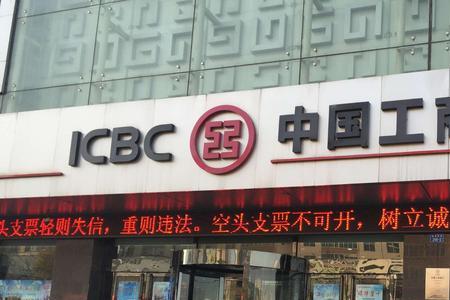 ICBC 中国工商
头支票轻则失信，重则违法。空头支票不可开，树立诚